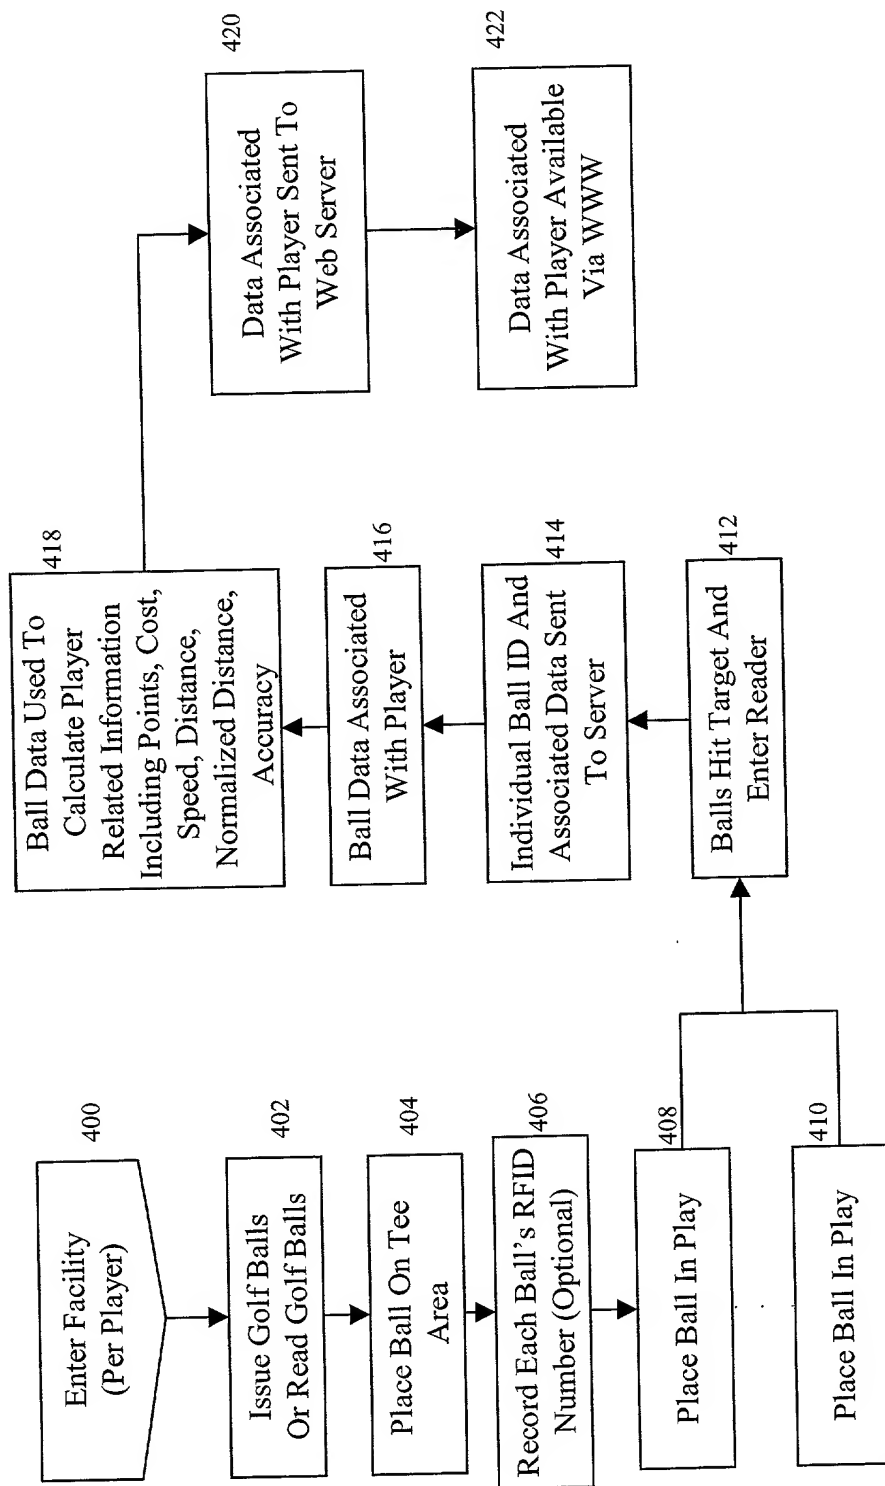 400
Enter Facility
(Per Player)
402
Issue Golf Balls
Or Read Golf Balls
404
Place Ball On Tee
Area
406
Record Each Ball's RFID
Number (Optional)
408
Place Ball In Play
410
Place Ball In Play
412
Balls Hit Target And
Enter Reader
414
Individual Ball ID And
Associated Data Sent
To Server
416
Ball Data Associated
With Player
418
Ball Data Used To
Calculate Player
Related Information
Including Points, Cost,
Speed, Distance,
Normalized Distance,
Accuracy
420
Data Associated
With Player Sent To
Web Server
422
Data Associated
With Player Available
Via WWW